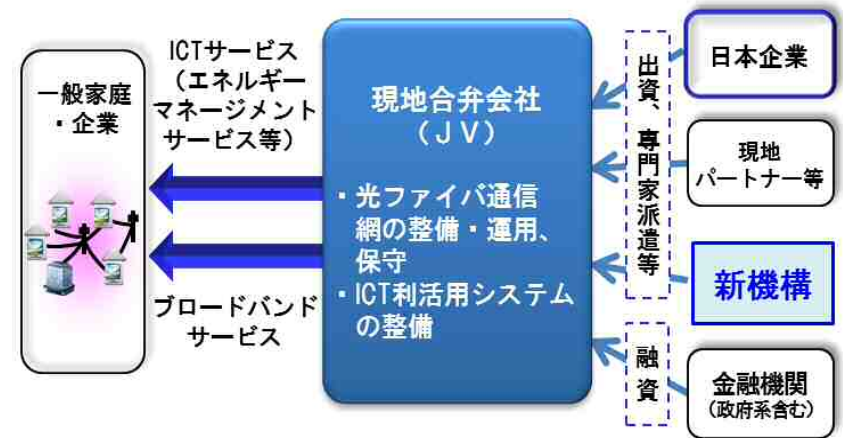 一般家庭
・企業
ICTサービス
（エネルギー
マネージメント
サービス等）
ブロードバンド
サービス
現地合弁会社
（ＪＶ）
・光ファイバ通信
網の整備・運用、
保守
・ICT利活用システム
の整備
出資、専門家派遣等
融資
日本企業
現地
パートナー等
新機構
金融機関
（政府系含む）